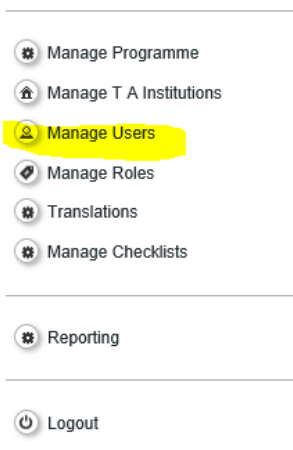 Manage Programme
Manage T A Institutions
Manage Users
Manage Roles
Translations
Manage Checklists
Reporting
Logout